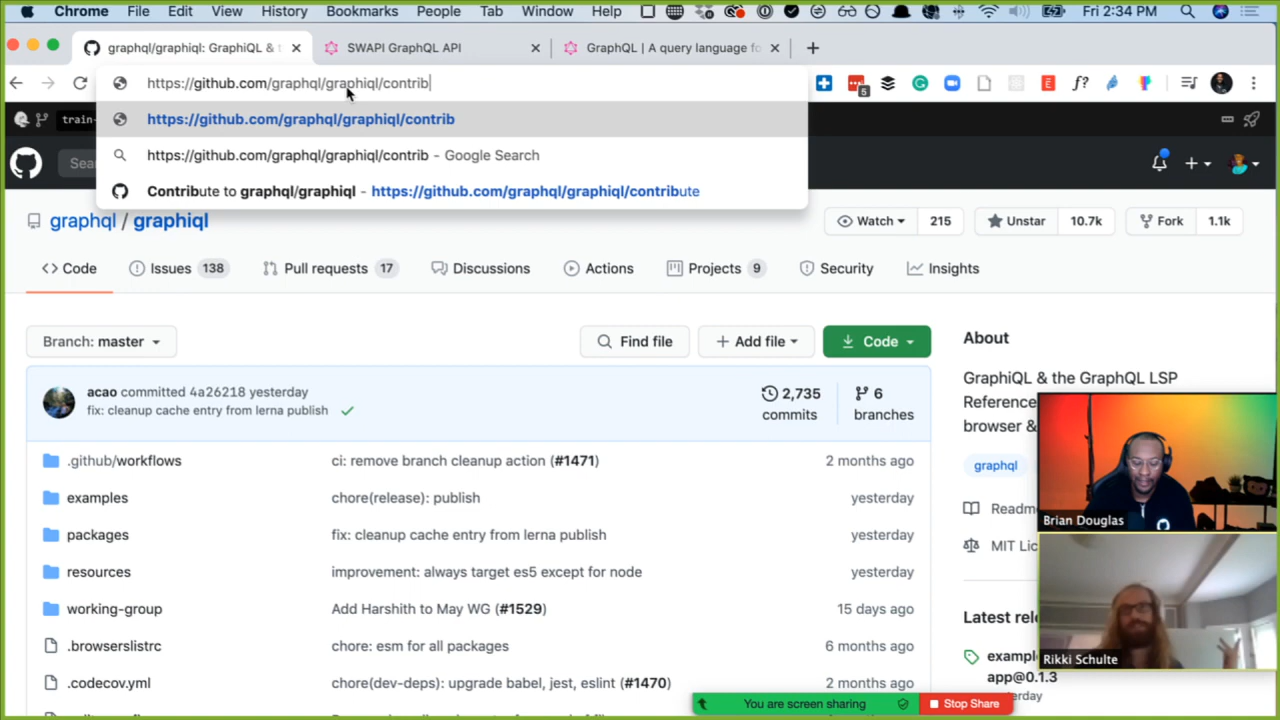 Chrome File Edit View History Bookmarks People Tab Window Help Fri 2:34 PM
graphql/graphiql: GraphiQL & t
SWAPI GraphQL API
GraphQL | A query language fo
https://github.com/graphql/graphiql/contrib
5
f?
https://github.com/graphql/graphiql/contrib
train-
https://github.com/graphql/graphiql/contrib - Google Search
Sea
Contribute to graphql/graphiql - https://github.com/graphql/graphiql/contribute
graphql / graphiql
Watch 215
Unstar 10.7k
Fork 1.1k
Code
Issues 138
Pull requests 17
Discussions
Actions
Projects 9
Security
Insights
Branch: master
Find file
Add file
Code
About
acao committed 4a26218 yesterday
fix: cleanup cache entry from lerna publish
2,735
commits
6
branches
GraphiQL & the GraphQL LSP
Reference
browser &
.github/workflows ci: remove branch cleanup action (#1471) 2 months ago
graphql
examples chore(release): publish yesterday
Readm
Brian Douglas
packages fix: cleanup cache entry from lerna publish yesterday
MIT Lic
resources improvement: always target es5 except for node yesterday
working-group Add Harshith to May WG (#1529) 15 days ago
Latest rel
.browserslistrc chore: esm for all packages 6 months ago
exampl
Rikki Schulte
app@0.1.3
.codecov.yml chore(dev-deps): upgrade babel, jest, eslint (#1470) 2 months ago
rday
You are screen sharing
Stop Share